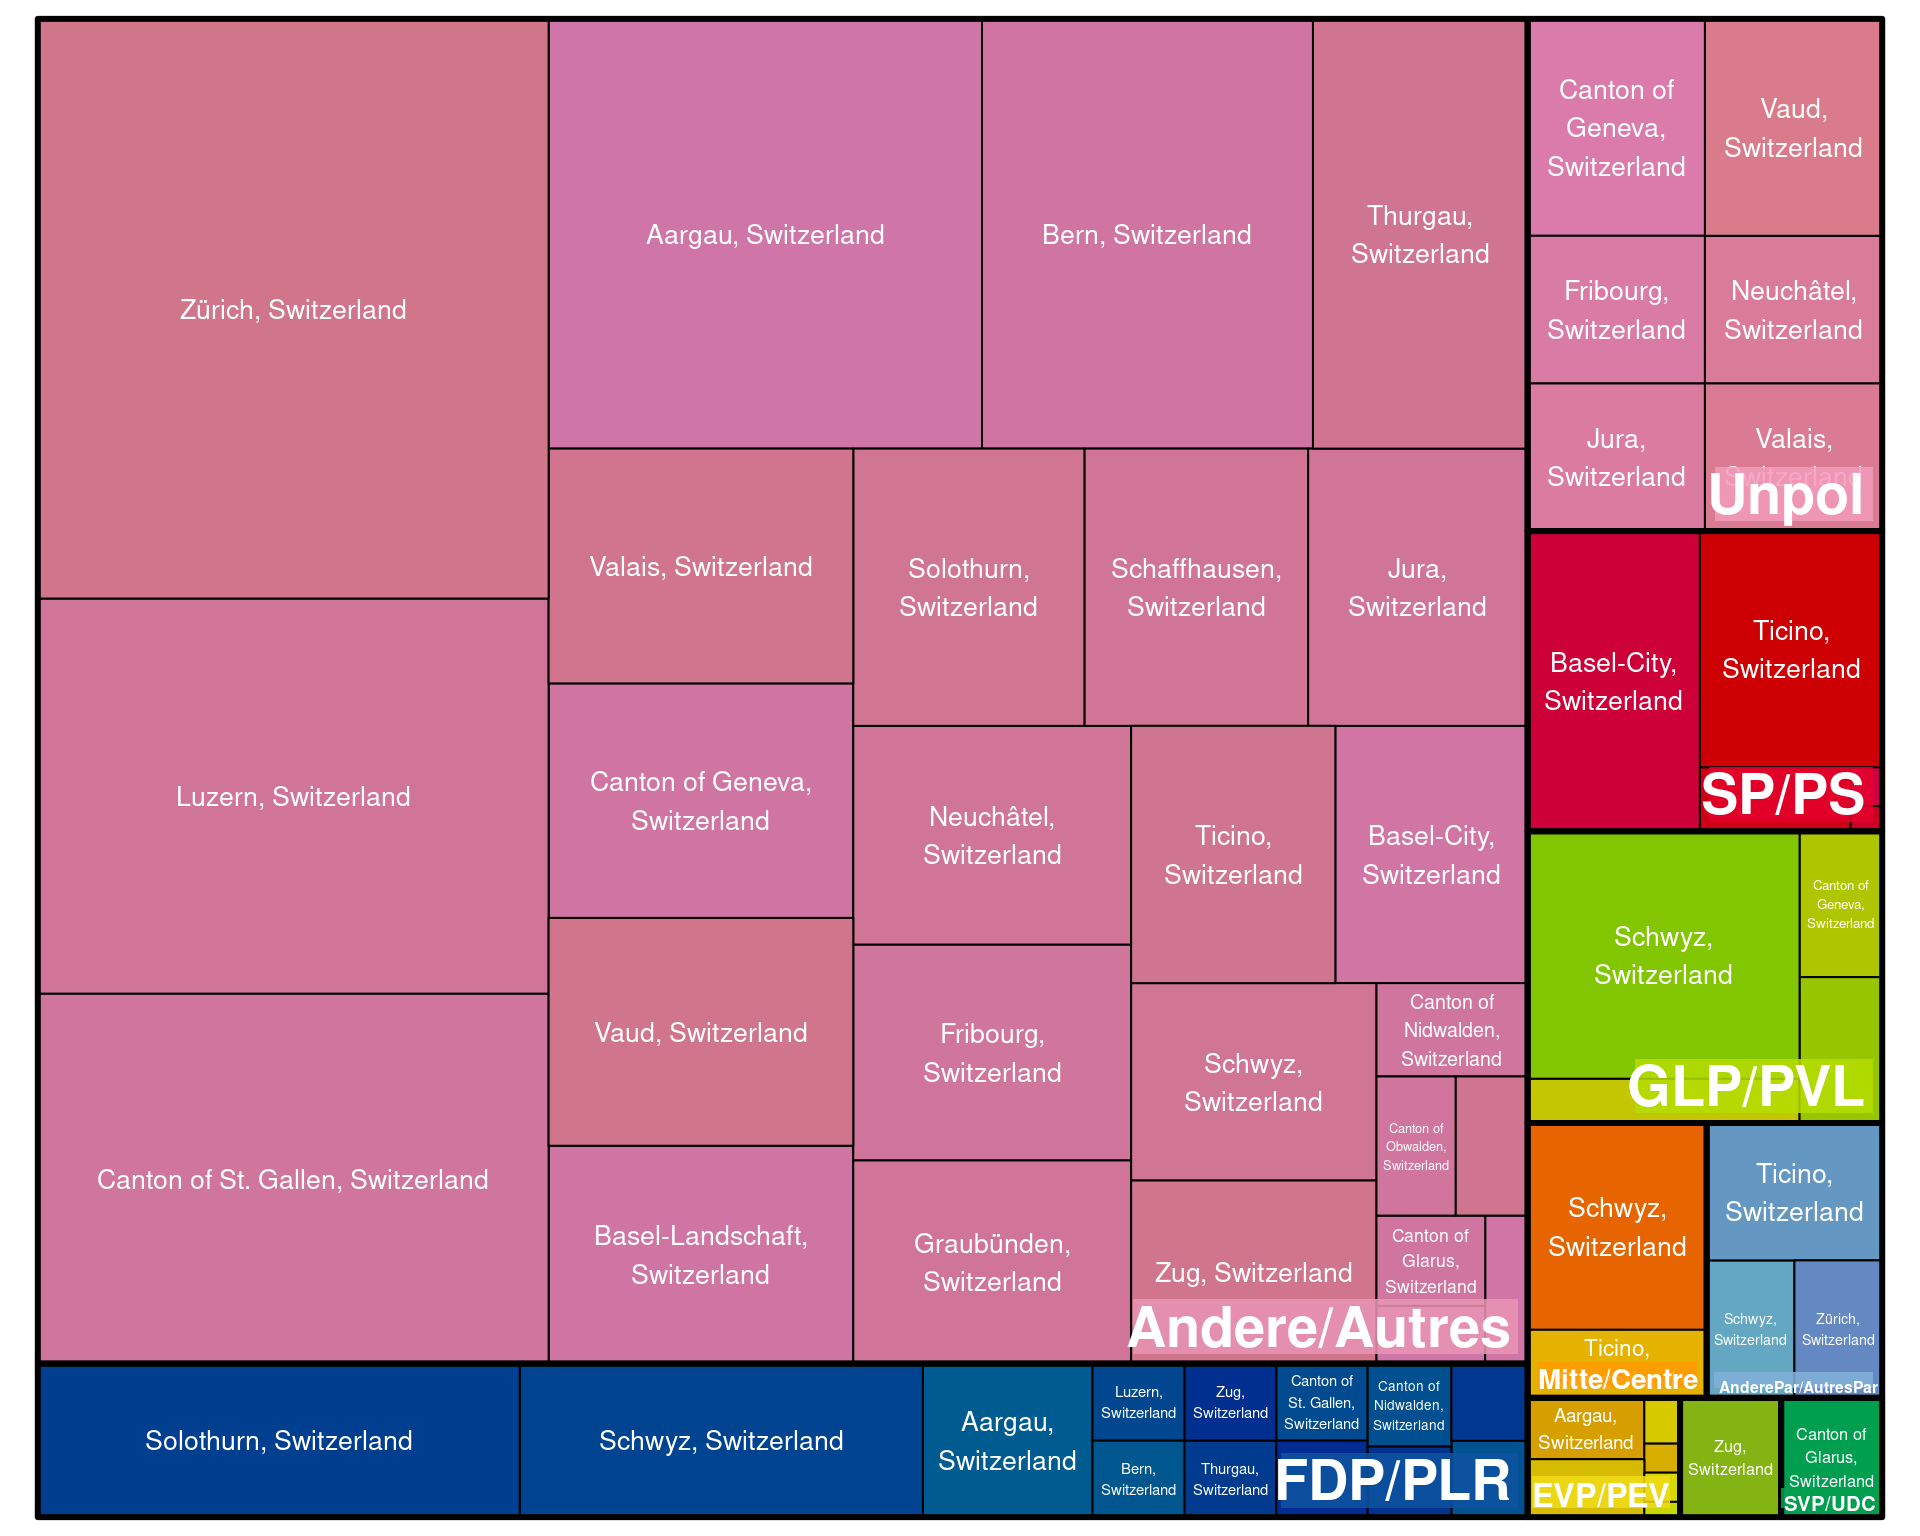 Zürich, Switzerland
Luzern, Switzerland
Canton of St. Gallen, Switzerland
Aargau, Switzerland
Bern, Switzerland
Thurgau,
Switzerland
Valais, Switzerland
Solothurn,
Switzerland
Schaffhausen,
Switzerland
Jura,
Switzerland
Canton of Geneva,
Switzerland
Neuchâtel,
Switzerland
Ticino,
Switzerland
Basel-City,
Switzerland
Vaud, Switzerland
Fribourg,
Switzerland
Schwyz,
Switzerland
Canton of
Nidwalden,
Switzerland
Canton of
Obwalden,
Switzerland
Basel-Landschaft,
Switzerland
Graubünden,
Switzerland
Zug, Switzerland
Canton of
Glarus,
Switzerland
Andere/Autres
Solothurn, Switzerland
Schwyz, Switzerland
Aargau,
Switzerland
Luzern,
Switzerland
Zug,
Switzerland
Canton of
St. Gallen,
Switzerland
Canton of
Nidwalden,
Switzerland
Bern,
Switzerland
Thurgau,
Switzerland
FDP/PLR
Canton of
Geneva,
Switzerland
Vaud,
Switzerland
Fribourg,
Switzerland
Neuchâtel,
Switzerland
Jura,
Switzerland
Valais,
Switzerland
Unpol
Basel-City,
Switzerland
Ticino,
Switzerland
SP/PS
Schwyz,
Switzerland
Canton of
Geneva,
Switzerland
GLP/PVL
Schwyz,
Switzerland
Ticino,
Mitte/Centre
Ticino,
Switzerland
Schwyz,
Switzerland
Zürich,
Switzerland
AnderePar/AutresPar
Aargau,
Switzerland
EVP/PEV
Zug,
Switzerland
Canton of
Glarus,
Switzerland
SVP/UDC